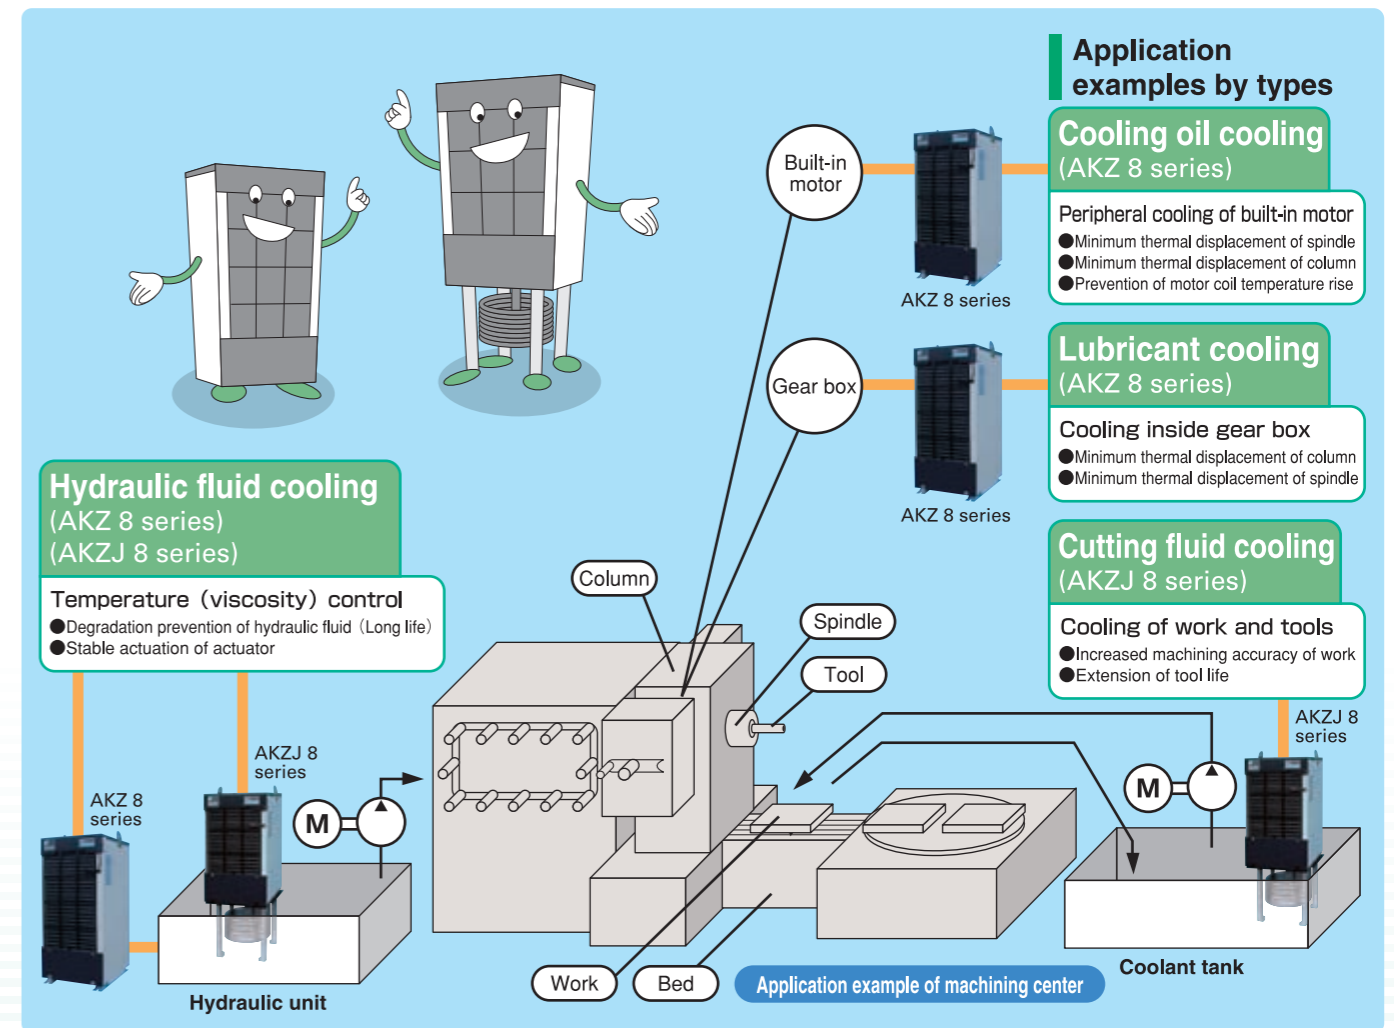 Application
examples by types
Cooling oil cooling
(AKZ 8 series)
Peripheral cooling of built-in motor
●Minimum thermal displacement of spindle
●Minimum thermal displacement of column
●Prevention of motor coil temperature rise
Built-in
motor
AKZ 8 series
Lubricant cooling
(AKZ 8 series)
Cooling inside gear box
●Minimum thermal displacement of column
●Minimum thermal displacement of spindle
Gear box
AKZ 8 series
Hydraulic fluid cooling
(AKZ 8 series)
(AKZJ 8 series)
Temperature (viscosity) control
●Degradation prevention of hydraulic fluid (Long life)
●Stable actuation of actuator
Cutting fluid cooling
(AKZJ 8 series)
Cooling of work and tools
●Increased machining accuracy of work
●Extension of tool life
Column
Spindle
Tool
AKZJ 8
series
AKZJ 8
series
AKZ 8
series
M
M
Work
Bed
Application example of machining center
Coolant tank
Hydraulic unit